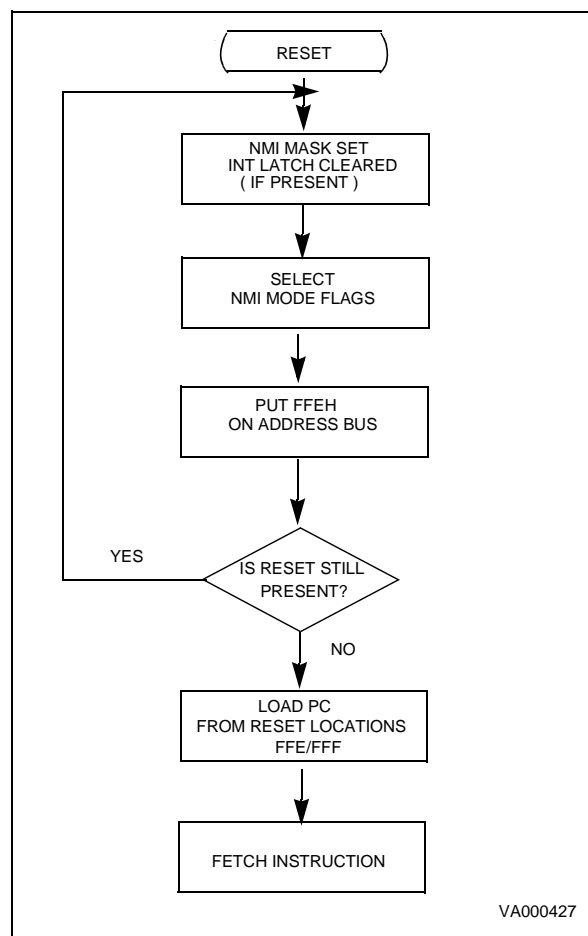 RESET
NMI MASK SET
INT LATCH CLEARED
( IF PRESENT )
SELECT
NMI MODE FLAGS
PUT FFEH
ON ADDRESS BUS
YES
IS RESET STILL
PRESENT?
NO
LOAD PC
FROM RESET LOCATIONS
FFE/FFF
FETCH INSTRUCTION
VA000427